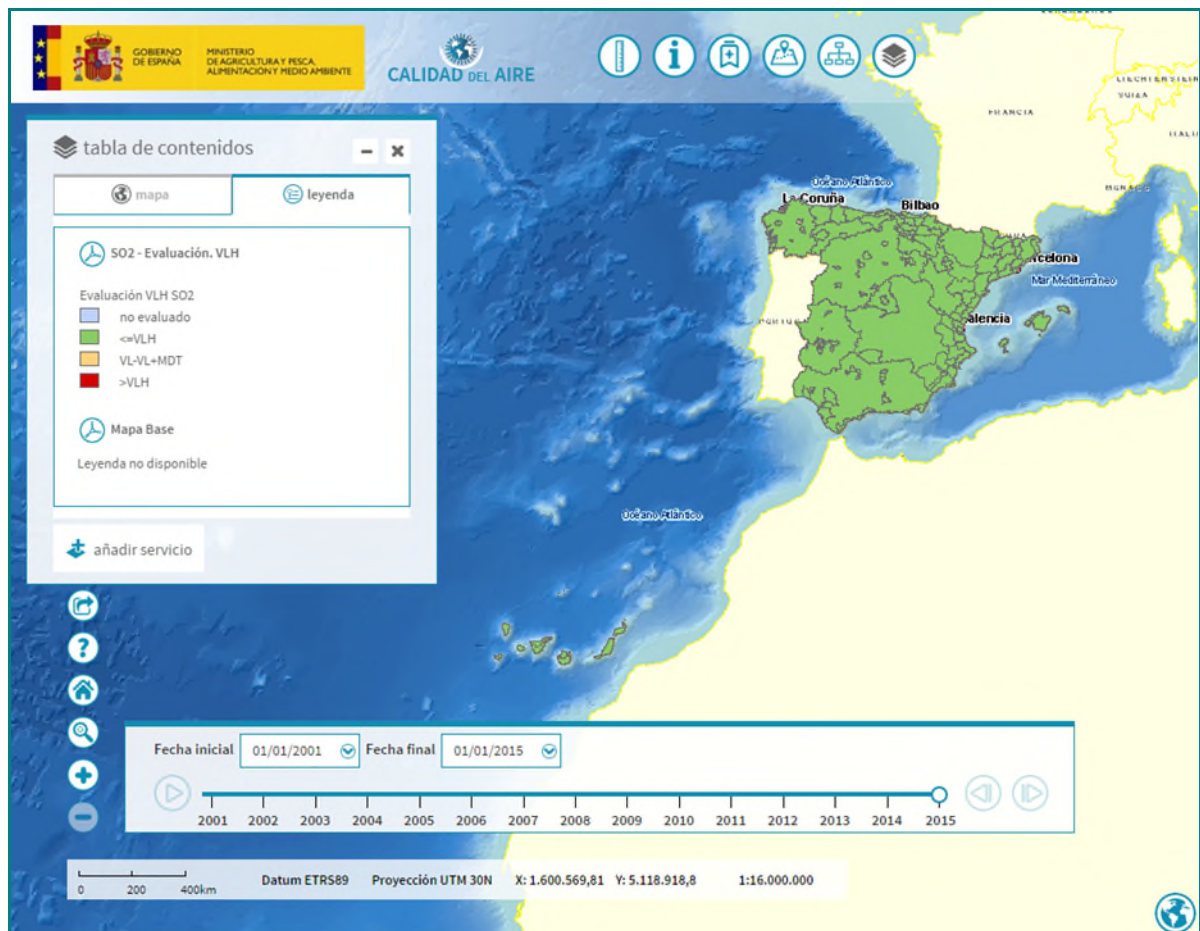 GOBIERNO
DE ESPAÑA
MINISTERIO
DE AGRICULTURA Y PESCA,
ALIMENTACIÓN Y MEDIO AMBIENTE
CALIDAD DEL AIRE
LIECHTENSTEIN
SUIZA
FRANCIA
ITALI
MONACO
tabla de contenidos
mapa
leyenda
SO2 - Evaluación. VLH
Evaluación VLH SO2
no evaluado
<=VLH
VL-VL+MDT
>VLH
Mapa Base
Leyenda no disponible
añadir servicio
Océano Atlántico
La Coruña
Bilbao
rcelona
Mar Mediterráneo
alencia
PORTUGA
Océano Atlántico
Fecha inicial 01/01/2001 Fecha final 01/01/2015
2001 2002 2003 2004 2005 2006 2007 2008 2009 2010 2011 2012 2013 2014 2015
0 200 400km
Datum ETRS89 Proyección UTM 30N X: 1.600.569,81 Y: 5.118.918,8 1:16.000.000